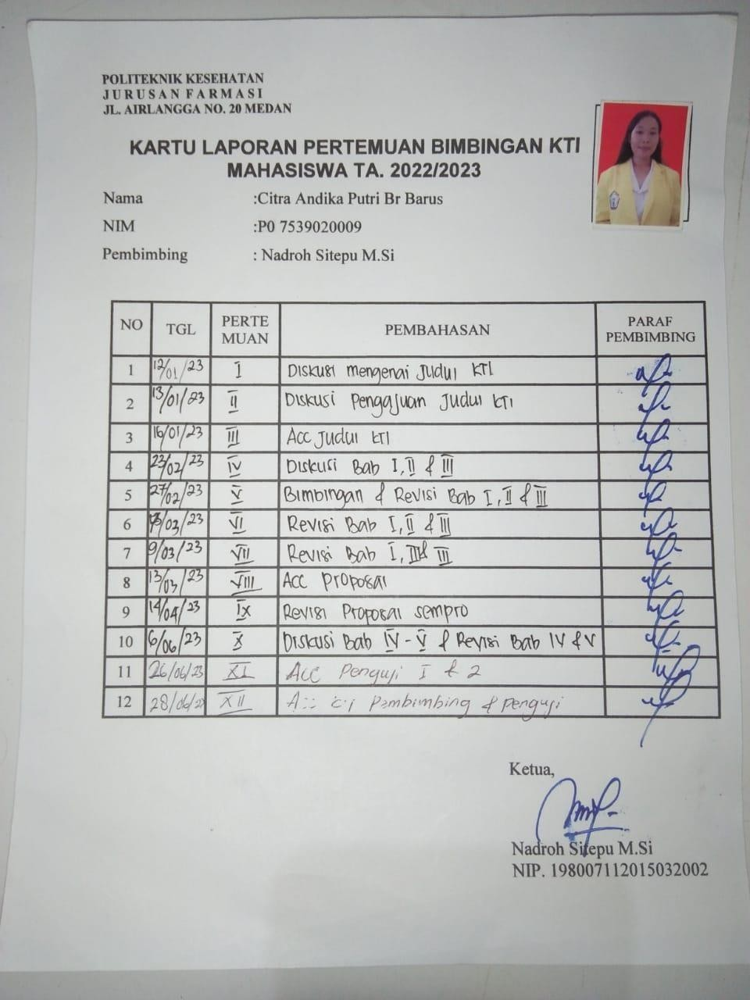 POLITEKNIK KESEHATAN
JURUSAN FARMASI
JL. AIRLANGGA NO. 20 MEDAN
KARTU LAPORAN PERTEMUAN BIMBINGAN KTI
MAHASISWA TA. 2022/2023
Nama :Citra Andika Putri Br Barus
NIM :P0 7539020009
Pembimbing : Nadroh Sitepu M.Si
NO TGL PERTE MUAN PEMBAHASAN PARAF PEMBIMBING
1 12/01/23 I Diskusi mengenai Judul KTI
2 13/01/23 II Diskusi Pengajuan Judul KTI
3 16/01/23 III Acc Judul KTI
4 23/02/23 IV Diskusi Bab I, II & III
5 27/02/23 V Bimbingan & Revisi Bab I, II & III
6 /03/23 VI Revisi Bab I, II & III
7 9/03/23 VII Revisi Bab I, & III
8 13/03/23 VIII Acc Proposal
9 14/04/23 IX Revisi Proposal sempro
10 6/06/23 X Diskusi Bab IV - V & Revisi Bab IV & V
11 26/06/23 XI Acc Penguji I & 2
12 28/06/23 XII Pembimbing & Penguji
Ketua,
Nadroh Sitepu M.Si
NIP. 198007112015032002